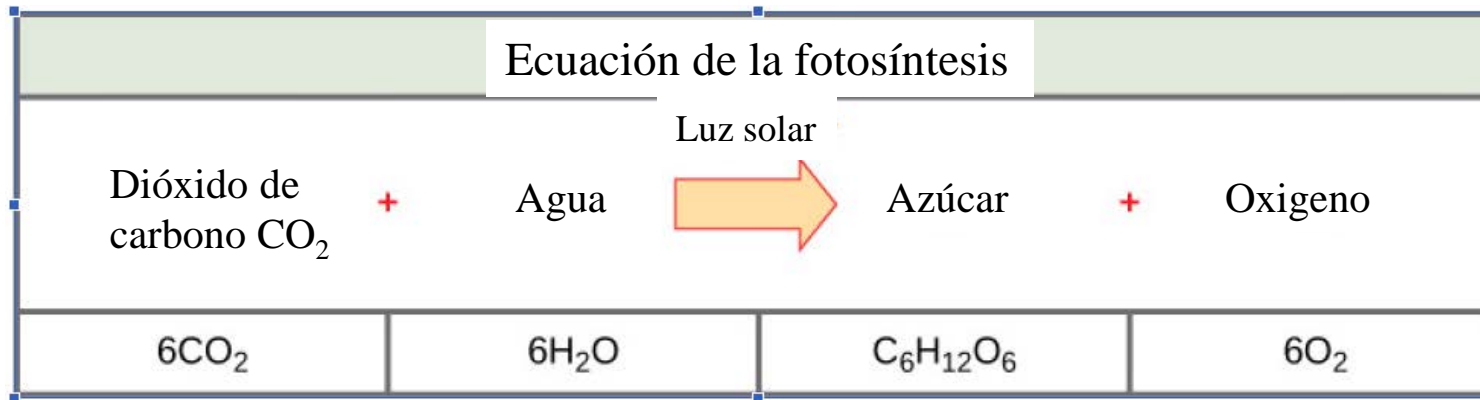 Ecuación de la fotosíntesis
Luz solar
Dióxido de
carbono CO₂ + Agua Azúcar + Oxigeno
6CO₂ 6H₂O C₆H₁₂O₆ 6O₂